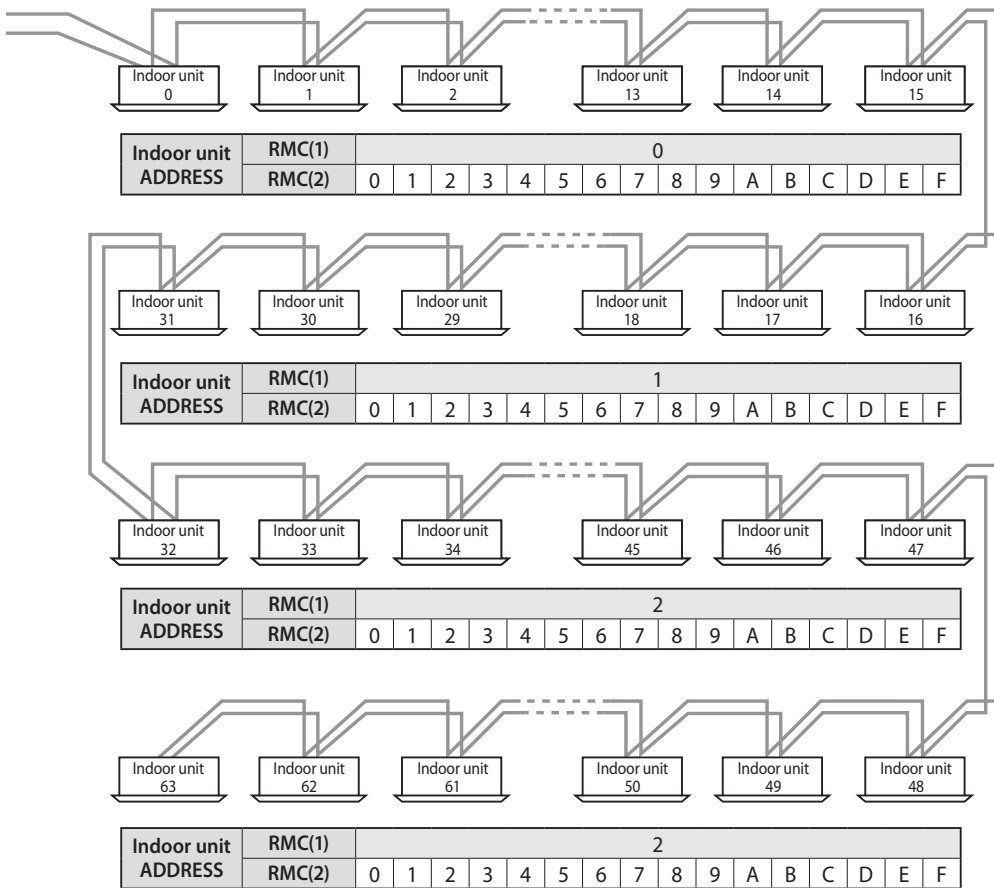 Indoor unit Indoor unit Indoor unit Indoor unit Indoor unit Indoor unit
0 1 2 13 14 15
Indoor unit ADDRESS RMC(1) 0
RMC(2) 0 1 2 3 4 5 6 7 8 9 A B C D E F
Indoor unit Indoor unit Indoor unit Indoor unit Indoor unit Indoor unit
31 30 29 18 17 16
Indoor unit ADDRESS RMC(1) 1
RMC(2) 0 1 2 3 4 5 6 7 8 9 A B C D E F
Indoor unit Indoor unit Indoor unit Indoor unit Indoor unit Indoor unit
32 33 34 45 46 47
Indoor unit ADDRESS RMC(1) 2
RMC(2) 0 1 2 3 4 5 6 7 8 9 A B C D E F
Indoor unit Indoor unit Indoor unit Indoor unit Indoor unit Indoor unit
63 62 61 50 49 48
Indoor unit ADDRESS RMC(1) 2
RMC(2) 0 1 2 3 4 5 6 7 8 9 A B C D E F